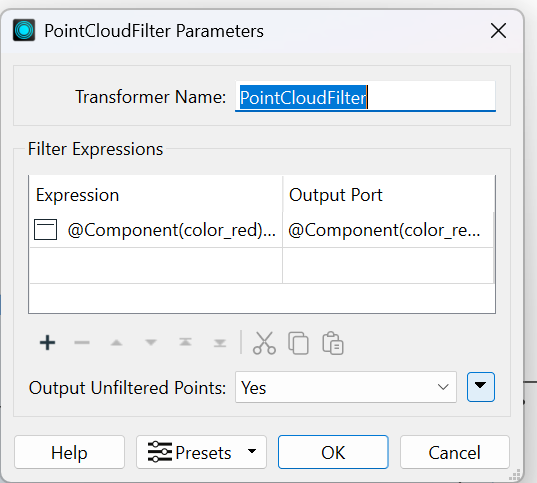 PointCloudFilter Parameters
Transformer Name: PointCloudFilter
Filter Expressions
Expression Output Port
@Component(color_red)... @Component(color_re...
Output Unfiltered Points: Yes
Help Presets OK Cancel